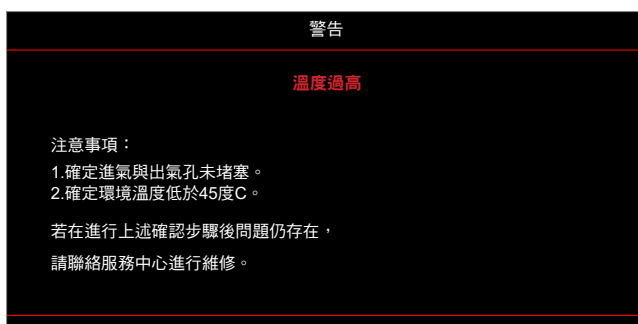 警告
溫度過高
注意事項：
1.確定進氣與出氣孔未堵塞。
2.確定環境溫度低於45度C。
若在進行上述確認步驟後問題仍存在，
請聯絡服務中心進行維修。